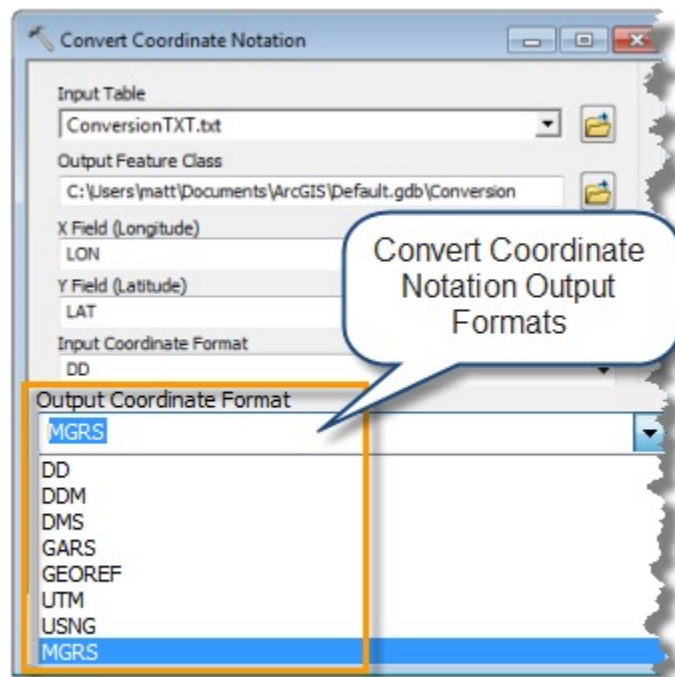 Convert Coordinate Notation
Input Table
ConversionTXT.txt
Output Feature Class
C:\Users\matt\Documents\ArcGIS\Default.gdb\Conversion
X Field (Longitude)
LON
Y Field (Latitude)
LAT
Input Coordinate Format
DD
Convert Coordinate
Notation Output
Formats
Output Coordinate Format
MGRS
DD
DDM
DMS
GARS
GEOREF
UTM
USNG
MGRS